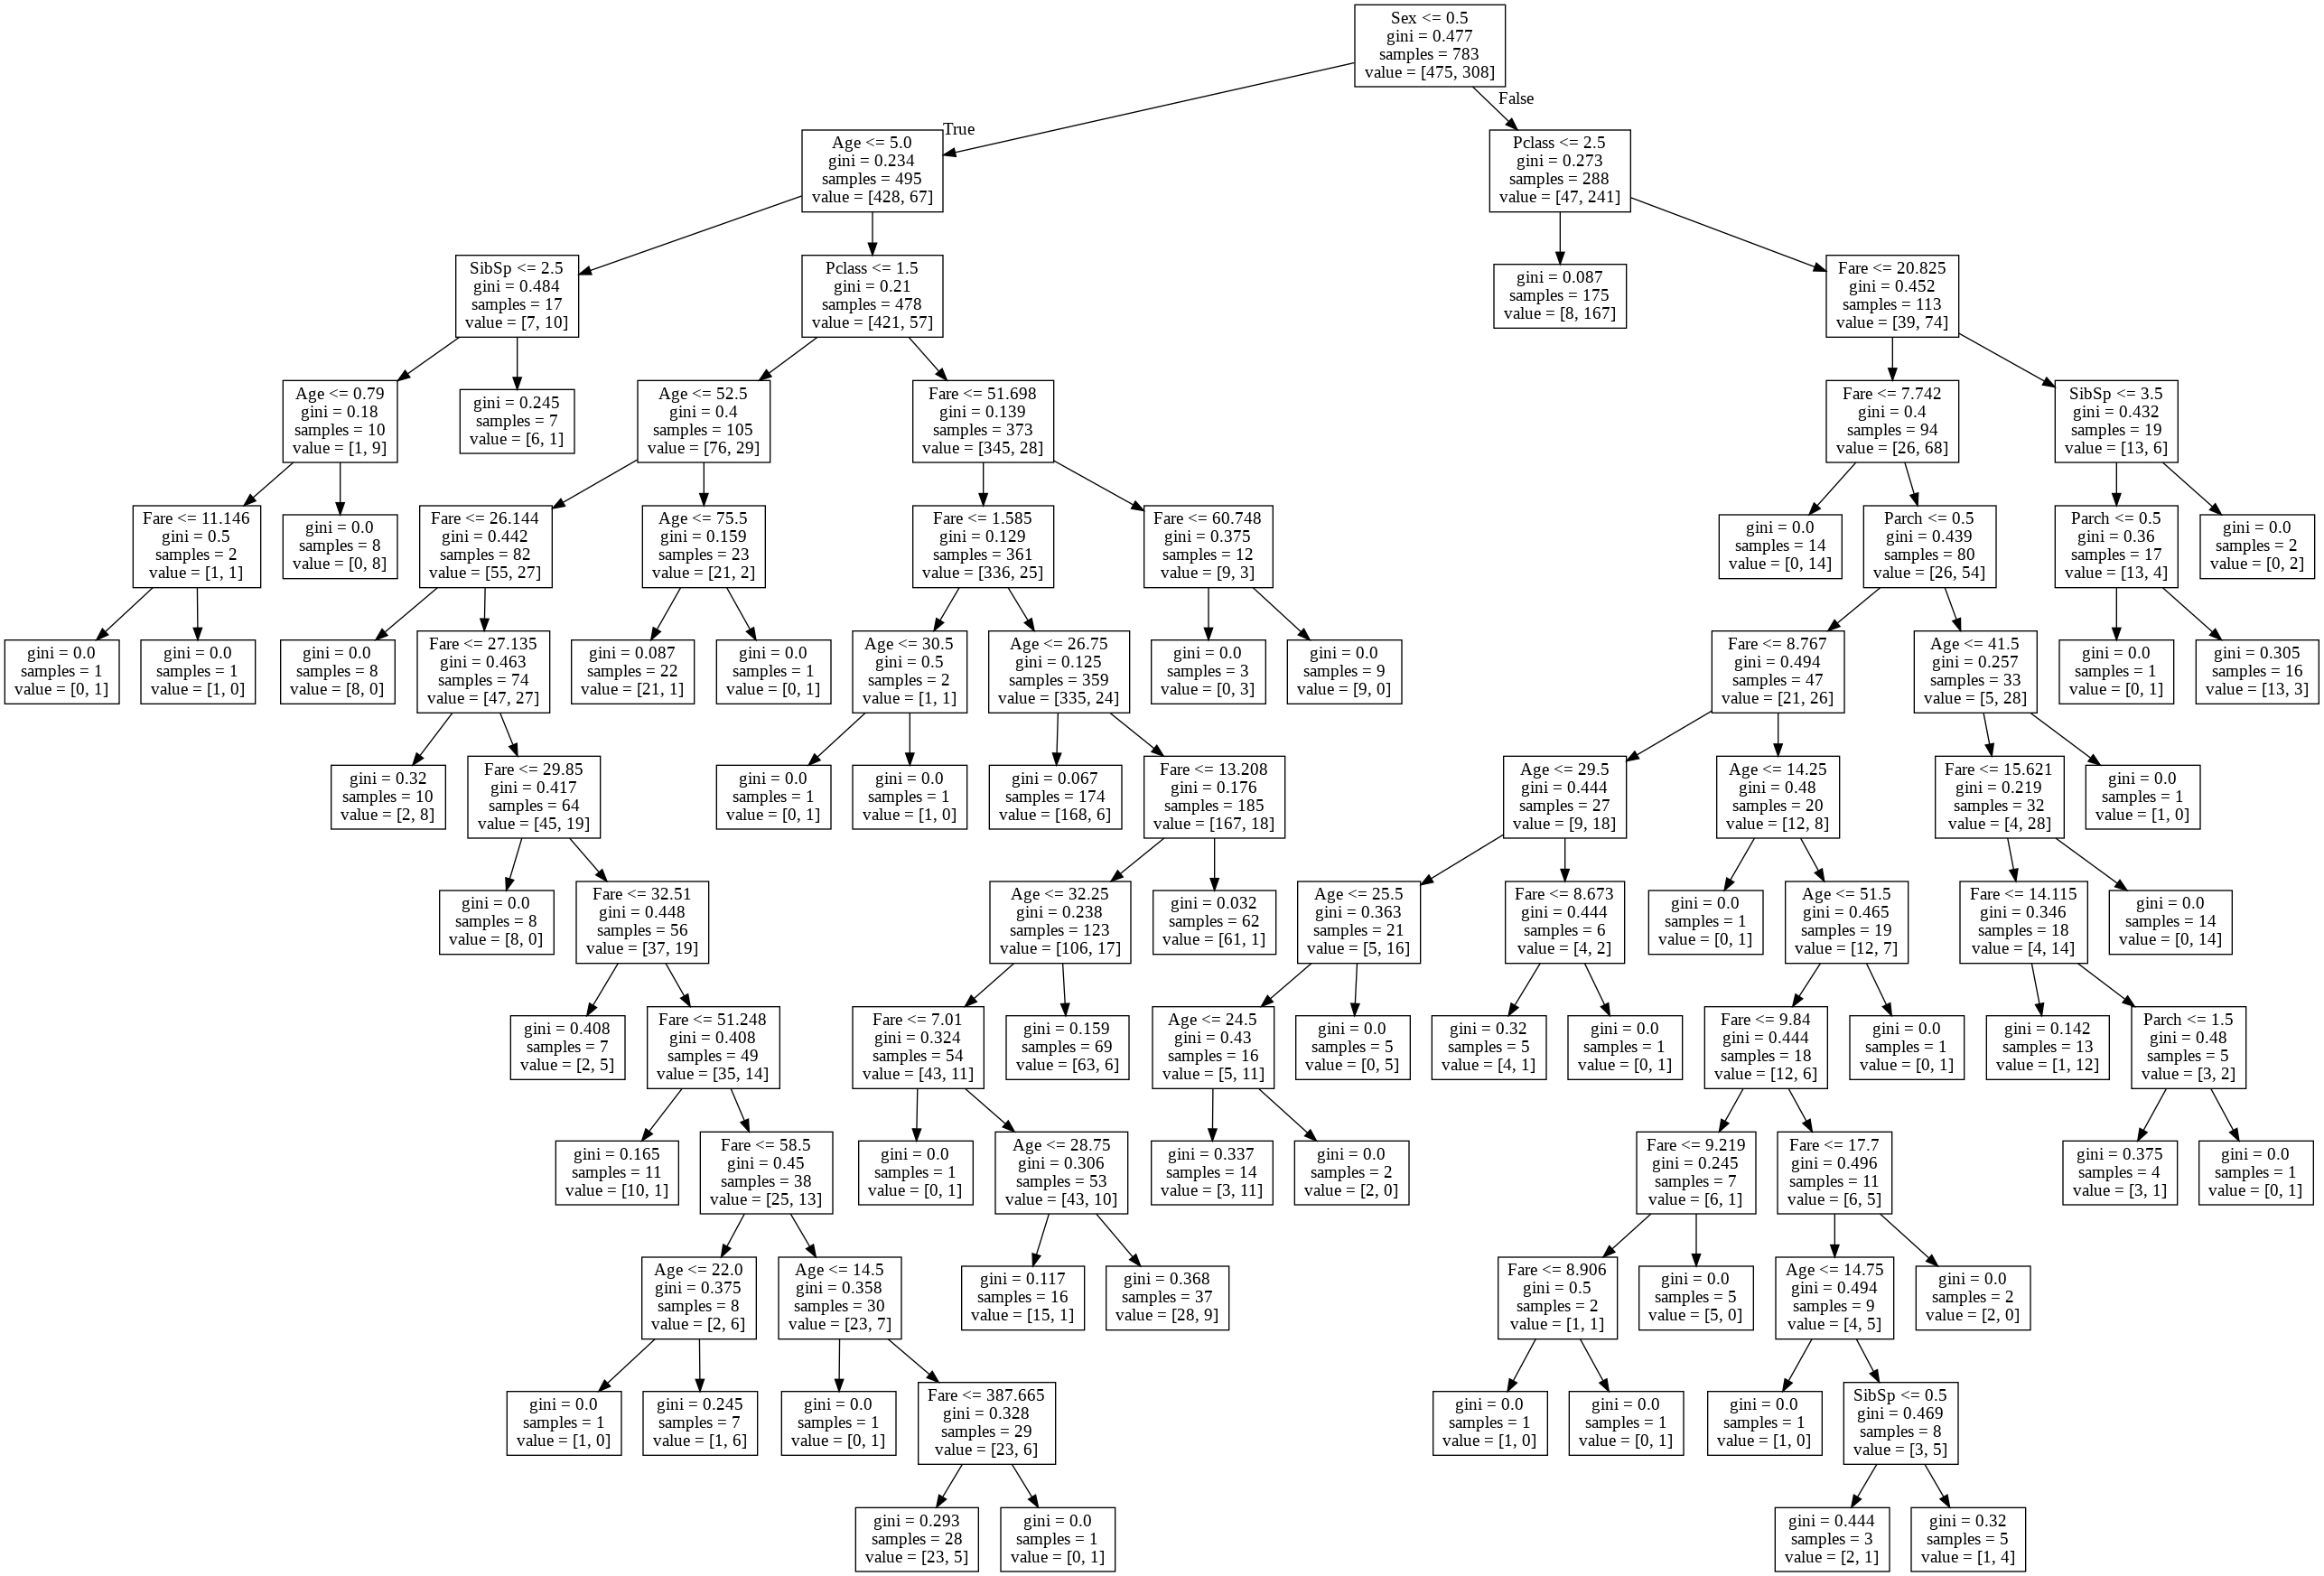 Sex <= 0.5
gini = 0.477
samples = 783
value = [475, 308]
True
False
Age <= 5.0
gini = 0.234
samples = 495
value = [428, 67]
Pclass <= 2.5
gini = 0.273
samples = 288
value = [47, 241]
SibSp <= 2.5
gini = 0.484
samples = 17
value = [7, 10]
Pclass <= 1.5
gini = 0.21
samples = 478
value = [421, 57]
gini = 0.087
samples = 175
value = [8, 167]
Fare <= 20.825
gini = 0.452
samples = 113
value = [39, 74]
Age <= 0.79
gini = 0.18
samples = 10
value = [1, 9]
gini = 0.245
samples = 7
value = [6, 1]
Age <= 52.5
gini = 0.4
samples = 105
value = [76, 29]
Fare <= 51.698
gini = 0.139
samples = 373
value = [345, 28]
Fare <= 7.742
gini = 0.4
samples = 94
value = [26, 68]
SibSp <= 3.5
gini = 0.432
samples = 19
value = [13, 6]
Fare <= 11.146
gini = 0.5
samples = 2
value = [1, 1]
gini = 0.0
samples = 8
value = [0, 8]
Fare <= 26.144
gini = 0.442
samples = 82
value = [55, 27]
Age <= 75.5
gini = 0.159
samples = 23
value = [21, 2]
Fare <= 1.585
gini = 0.129
samples = 361
value = [336, 25]
Fare <= 60.748
gini = 0.375
samples = 12
value = [9, 3]
gini = 0.0
samples = 14
value = [0, 14]
Parch <= 0.5
gini = 0.439
samples = 80
value = [26, 54]
Parch <= 0.5
gini = 0.36
samples = 17
value = [13, 4]
gini = 0.0
samples = 2
value = [0, 2]
gini = 0.0
samples = 1
value = [0, 1]
gini = 0.0
samples = 1
value = [1, 0]
gini = 0.0
samples = 8
value = [8, 0]
Fare <= 27.135
gini = 0.463
samples = 74
value = [47, 27]
gini = 0.087
samples = 22
value = [21, 1]
gini = 0.0
samples = 1
value = [0, 1]
Age <= 30.5
gini = 0.5
samples = 2
value = [1, 1]
Age <= 26.75
gini = 0.125
samples = 359
value = [335, 24]
gini = 0.0
samples = 3
value = [0, 3]
gini = 0.0
samples = 9
value = [9, 0]
Fare <= 8.767
gini = 0.494
samples = 47
value = [21, 26]
Age <= 41.5
gini = 0.257
samples = 33
value = [5, 28]
gini = 0.0
samples = 1
value = [0, 1]
gini = 0.305
samples = 16
value = [13, 3]
gini = 0.32
samples = 10
value = [2, 8]
Fare <= 29.85
gini = 0.417
samples = 64
value = [45, 19]
gini = 0.0
samples = 1
value = [0, 1]
gini = 0.0
samples = 1
value = [1, 0]
gini = 0.067
samples = 174
value = [168, 6]
Fare <= 13.208
gini = 0.176
samples = 185
value = [167, 18]
Age <= 29.5
gini = 0.444
samples = 27
value = [9, 18]
Age <= 14.25
gini = 0.48
samples = 20
value = [12, 8]
Fare <= 15.621
gini = 0.219
samples = 32
value = [4, 28]
gini = 0.0
samples = 1
value = [1, 0]
gini = 0.0
samples = 8
value = [8, 0]
Fare <= 32.51
gini = 0.448
samples = 56
value = [37, 19]
Age <= 32.25
gini = 0.238
samples = 123
value = [106, 17]
gini = 0.032
samples = 62
value = [61, 1]
Age <= 25.5
gini = 0.363
samples = 21
value = [5, 16]
Fare <= 8.673
gini = 0.444
samples = 6
value = [4, 2]
gini = 0.0
samples = 1
value = [0, 1]
Age <= 51.5
gini = 0.465
samples = 19
value = [12, 7]
Fare <= 14.115
gini = 0.346
samples = 18
value = [4, 14]
gini = 0.0
samples = 14
value = [0, 14]
gini = 0.408
samples = 7
value = [2, 5]
Fare <= 51.248
gini = 0.408
samples = 49
value = [35, 14]
Fare <= 7.01
gini = 0.324
samples = 54
value = [43, 11]
gini = 0.159
samples = 69
value = [63, 6]
Age <= 24.5
gini = 0.43
samples = 16
value = [5, 11]
gini = 0.0
samples = 5
value = [0, 5]
gini = 0.32
samples = 5
value = [4, 1]
gini = 0.0
samples = 1
value = [0, 1]
Fare <= 9.84
gini = 0.444
samples = 18
value = [12, 6]
gini = 0.0
samples = 1
value = [0, 1]
gini = 0.142
samples = 13
value = [1, 12]
Parch <= 1.5
gini = 0.48
samples = 5
value = [3, 2]
gini = 0.165
samples = 11
value = [10, 1]
Fare <= 58.5
gini = 0.45
samples = 38
value = [25, 13]
gini = 0.0
samples = 1
value = [0, 1]
Age <= 28.75
gini = 0.306
samples = 53
value = [43, 10]
gini = 0.337
samples = 14
value = [3, 11]
gini = 0.0
samples = 2
value = [2, 0]
Fare <= 9.219
gini = 0.245
samples = 7
value = [6, 1]
Fare <= 17.7
gini = 0.496
samples = 11
value = [6, 5]
gini = 0.375
samples = 4
value = [3, 1]
gini = 0.0
samples = 1
value = [0, 1]
Age <= 22.0
gini = 0.375
samples = 8
value = [2, 6]
Age <= 14.5
gini = 0.358
samples = 30
value = [23, 7]
gini = 0.117
samples = 16
value = [15, 1]
gini = 0.368
samples = 37
value = [28, 9]
Fare <= 8.906
gini = 0.5
samples = 2
value = [1, 1]
gini = 0.0
samples = 5
value = [5, 0]
Age <= 14.75
gini = 0.494
samples = 9
value = [4, 5]
gini = 0.0
samples = 2
value = [2, 0]
gini = 0.0
samples = 1
value = [1, 0]
gini = 0.245
samples = 7
value = [1, 6]
gini = 0.0
samples = 1
value = [0, 1]
Fare <= 387.665
gini = 0.328
samples = 29
value = [23, 6]
gini = 0.0
samples = 1
value = [1, 0]
gini = 0.0
samples = 1
value = [0, 1]
gini = 0.0
samples = 1
value = [1, 0]
SibSp <= 0.5
gini = 0.469
samples = 8
value = [3, 5]
gini = 0.293
samples = 28
value = [23, 5]
gini = 0.0
samples = 1
value = [0, 1]
gini = 0.444
samples = 3
value = [2, 1]
gini = 0.32
samples = 5
value = [1, 4]